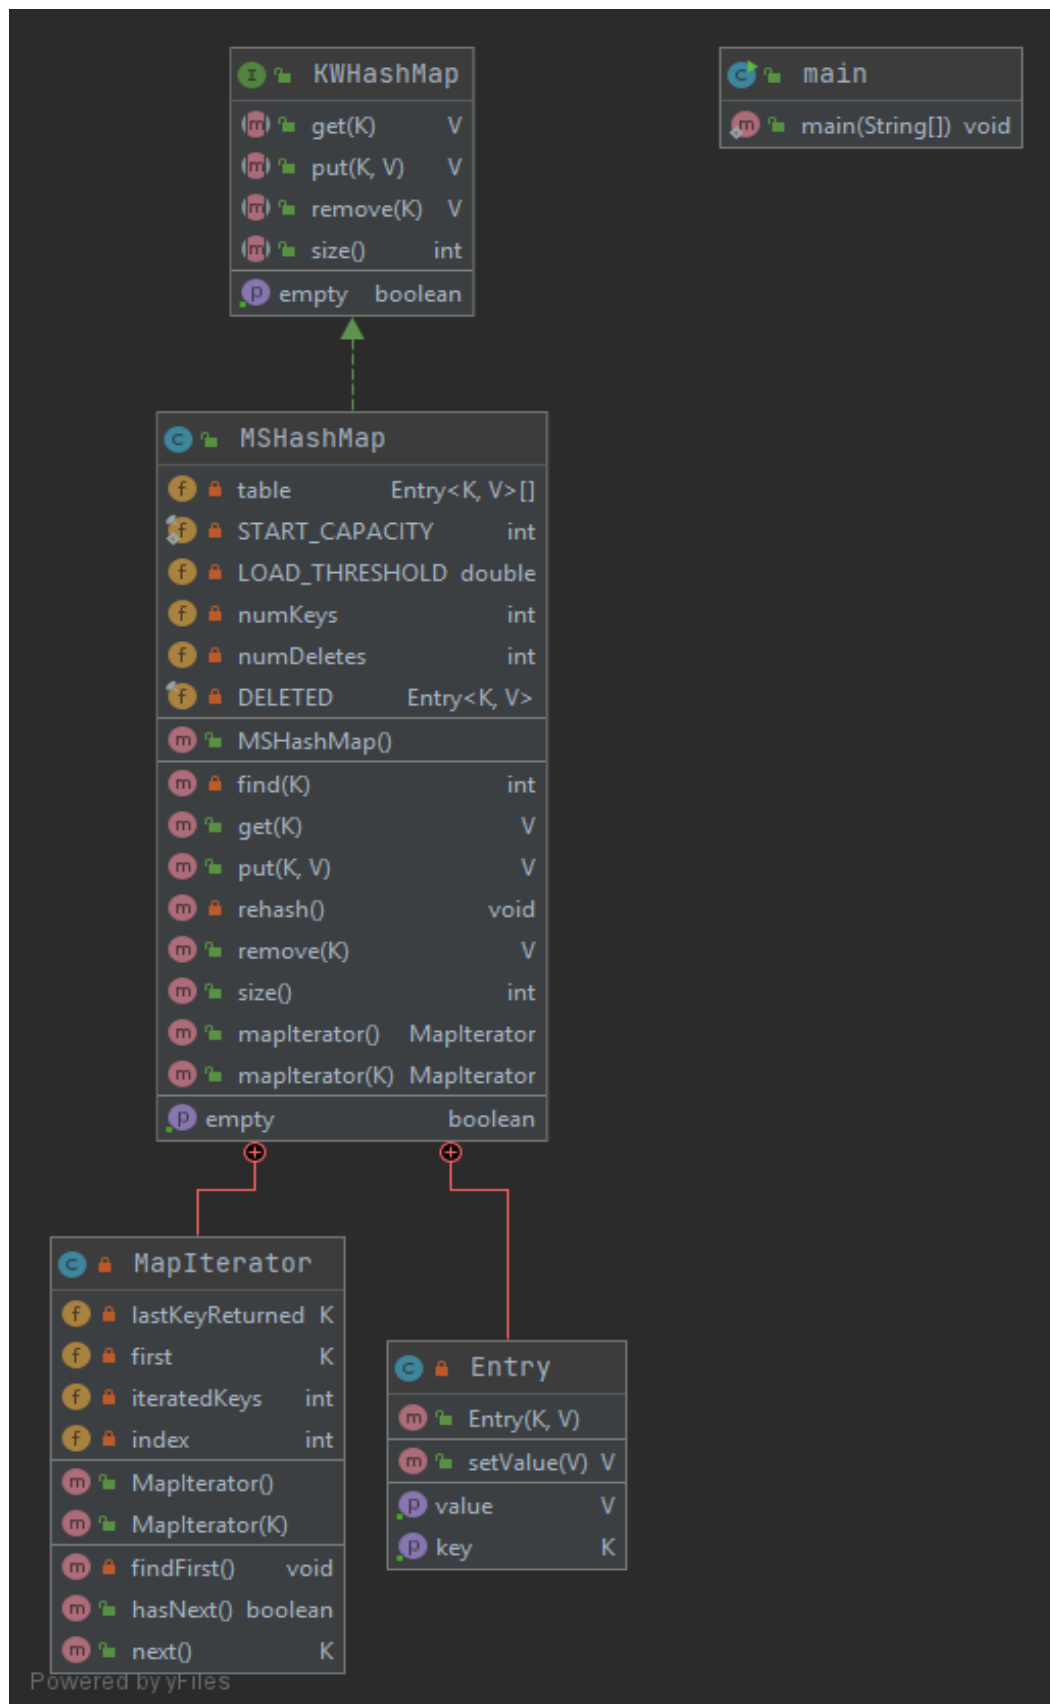 KWHashMap
get(K) V
put(K, V) V
remove(K) V
size() int
empty boolean
main
main(String[]) void
MSHashMap
table Entry<K, V>[]
START_CAPACITY int
LOAD_THRESHOLD double
numKeys int
numDeletes int
DELETED Entry<K, V>
MSHashMap()
find(K) int
get(K) V
put(K, V) V
rehash() void
remove(K) V
size() int
mapIterator() MapIterator
mapIterator(K) MapIterator
empty boolean
MapIterator
lastKeyReturned K
first K
iteratedKeys int
index int
MapIterator()
MapIterator(K)
findFirst() void
hasNext() boolean
next() K
Entry
Entry(K, V)
setValue(V) V
value V
key K
Powered by yFiles